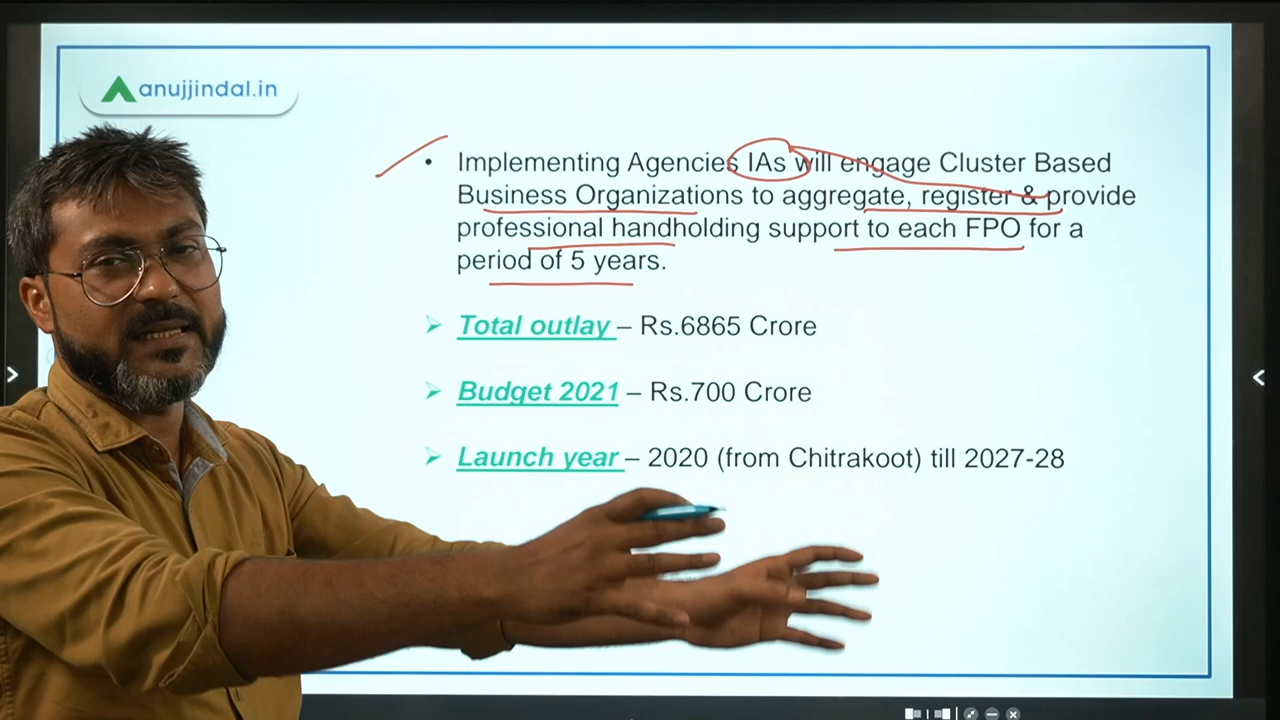 anujjindal.in
• Implementing Agencies IAs will engage Cluster Based
Business Organizations to aggregate, register & provide
professional handholding support to each FPO for a
period of 5 years.
➢ Total outlay – Rs.6865 Crore
➢ Budget 2021 – Rs.700 Crore
➢ Launch year – 2020 (from Chitrakoot) till 2027-28